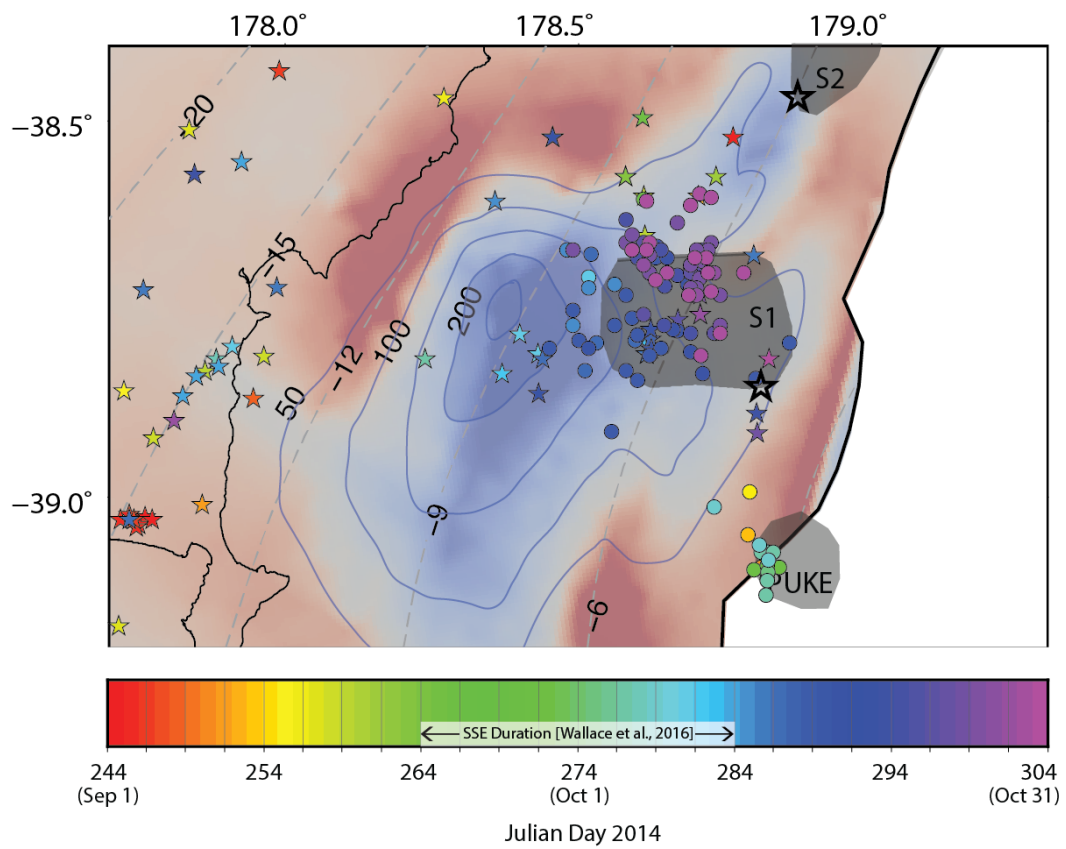 178.0° 178.5° 179.0°
S2
−38.5°
−20
−15
200
100
S1
−12
50
−39.0°
−9
PUKE
−6
SSE Duration [Wallace et al., 2016]
244 254 264 274 284 294 304
(Sep 1) (Oct 1) (Oct 31)
Julian Day 2014